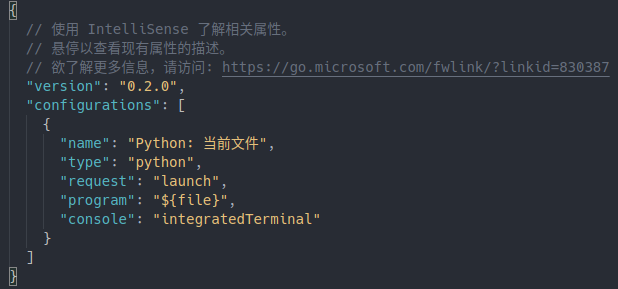 {
// 使用 IntelliSense 了解相关属性。
// 悬停以查看现有属性的描述。
// 欲了解更多信息，请访问: https://go.microsoft.com/fwlink/?linkid=830387
"version": "0.2.0",
"configurations": [
{
"name": "Python: 当前文件",
"type": "python",
"request": "launch",
"program": "${file}",
"console": "integratedTerminal"
}
]
}